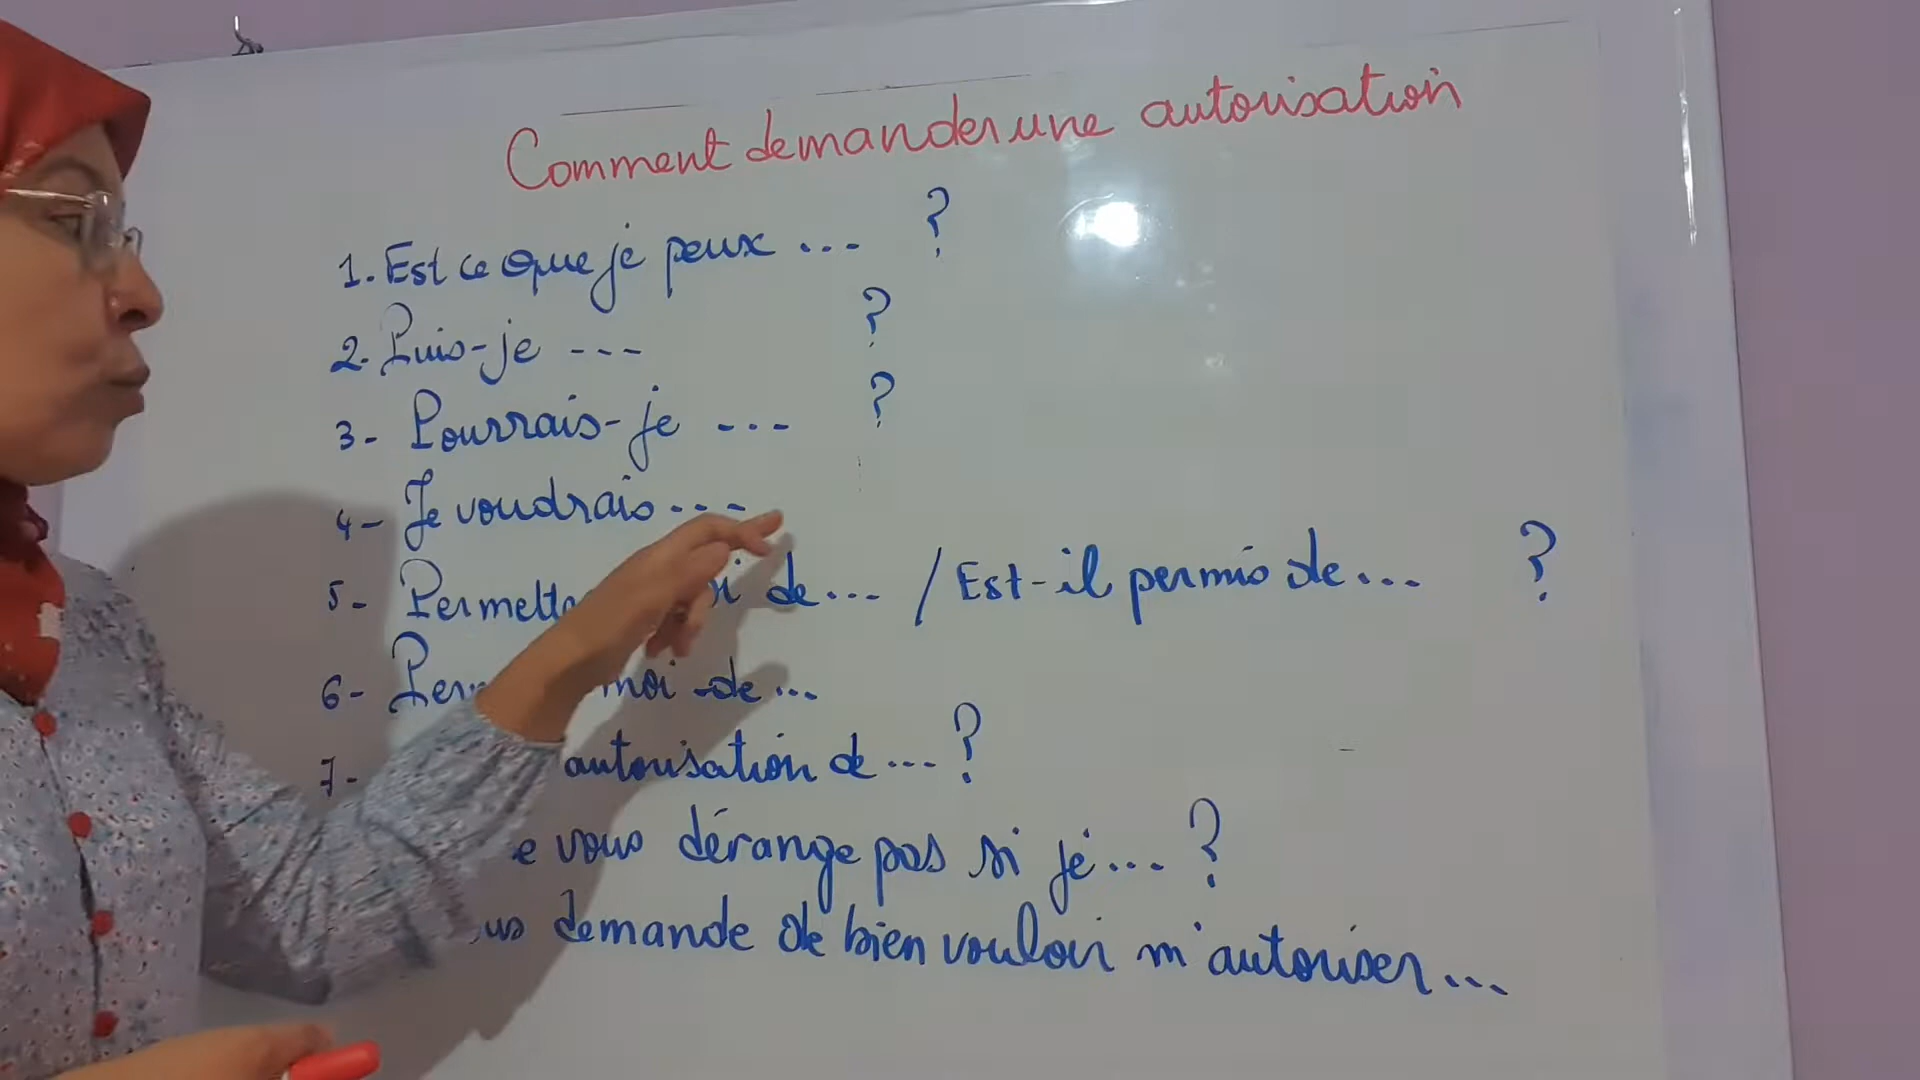 Comment demander une autorisation
1. Est ce que je peux ... ?
2. Puis-je --- ?
3- Pourrais-je --- ?
4- Je voudrais ---
5- de ... / Est-il permis de ... ?
6- moi de ...
7- autorisation de ... ?
vous dérange pas si je ... ?
demande de bien vouloir m'autoriser ...